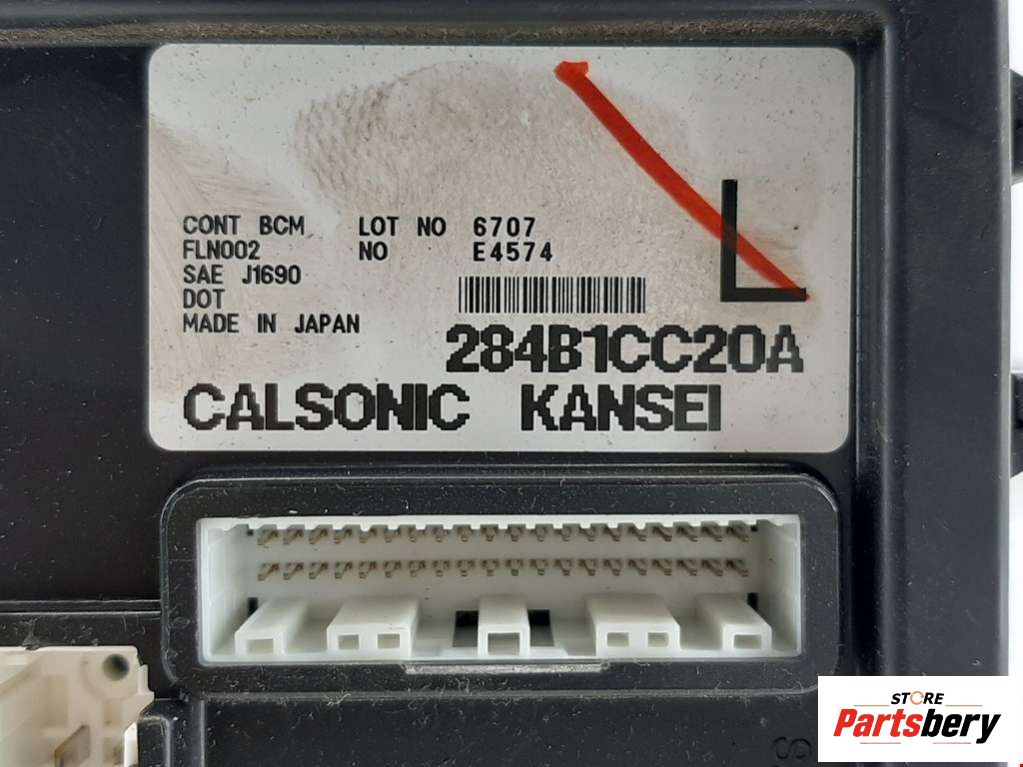 CONT BCM LOT NO 6707
FLN002 NO E4574
SAE J1690
DOT
MADE IN JAPAN
L
284B1CC20A
CALSONIC KANSEI
STORE
Partsbery